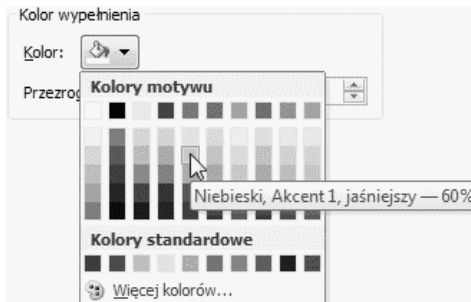 Kolor wypełnienia
Kolor:
Kolory motywu
Przezroc
Niebieski, Akcent 1, jaśniejszy — 60%
Kolory standardowe
Więcej kolorów...